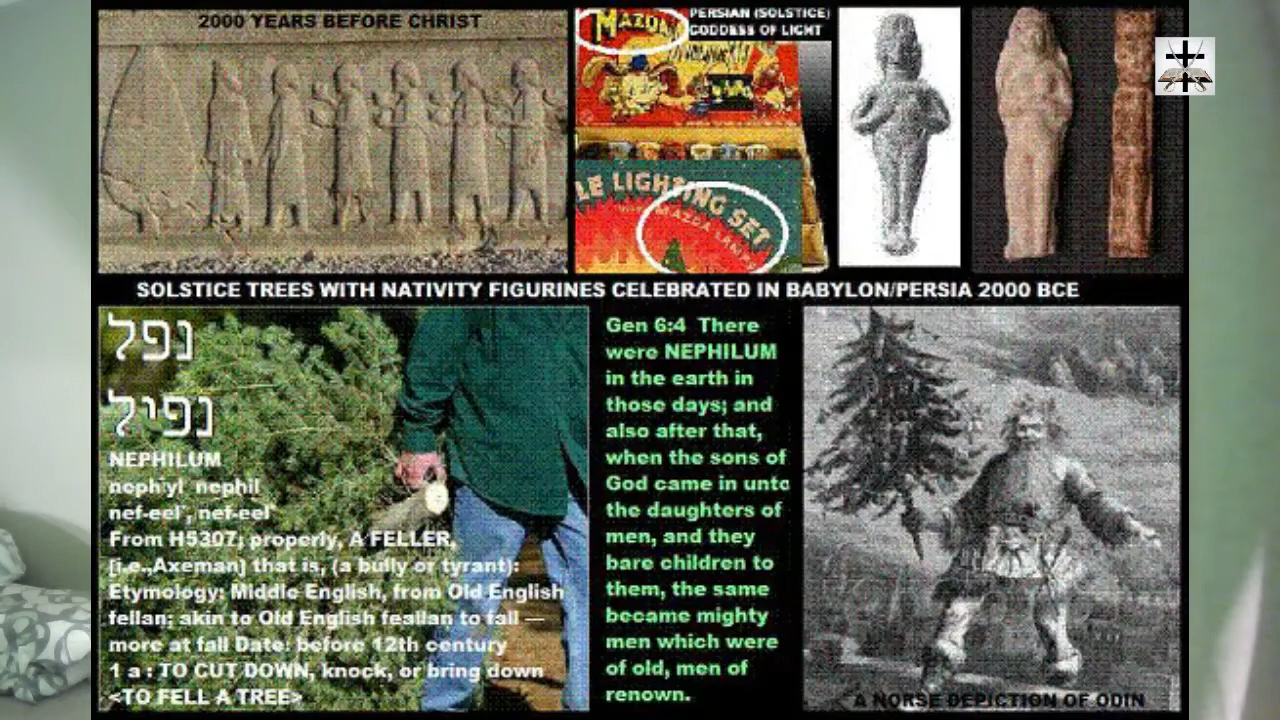 2000 YEARS BEFORE CHRIST
MAZDA
PERSIAN (SOLSTICE)
GODDESS OF LIGHT
LE LIGHTING SET
WITH MAZDA LAMPS
SOLSTICE TREES WITH NATIVITY FIGURINES CELEBRATED IN BABYLON/PERSIA 2000 BCE
נפל
נפיל
NEPHILUM
neph̄yl nephil
nef-eel', nef-eel'
From H5307; properly, A FELLER,
[i.e.,Axeman] that is, (a bully or tyrant):
Etymology: Middle English, from Old English
fellan; akin to Old English feallan to fall —
more at fall Date: before 12th century
1 a : TO CUT DOWN, knock, or bring down
<TO FELL A TREE>
Gen 6:4 There
were NEPHILUM
in the earth in
those days; and
also after that,
when the sons of
God came in unto
the daughters of
men, and they
bare children to
them, the same
became mighty
men which were
of old, men of
renown.
A NORSE DEPICTION OF ODIN